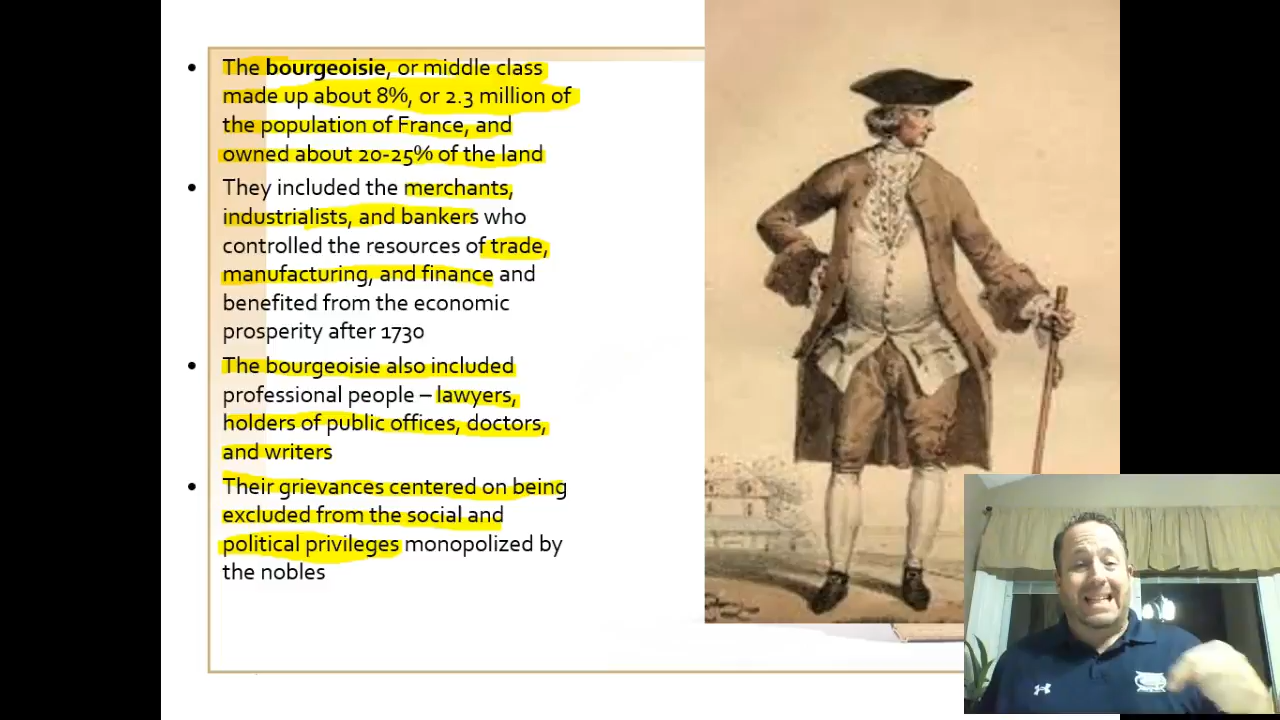 • The bourgeoisie, or middle class
made up about 8%, or 2.3 million of
the population of France, and
owned about 20-25% of the land
• They included the merchants,
industrialists, and bankers who
controlled the resources of trade,
manufacturing, and finance and
benefited from the economic
prosperity after 1730
• The bourgeoisie also included
professional people – lawyers,
holders of public offices, doctors,
and writers
• Their grievances centered on being
excluded from the social and
political privileges monopolized by
the nobles